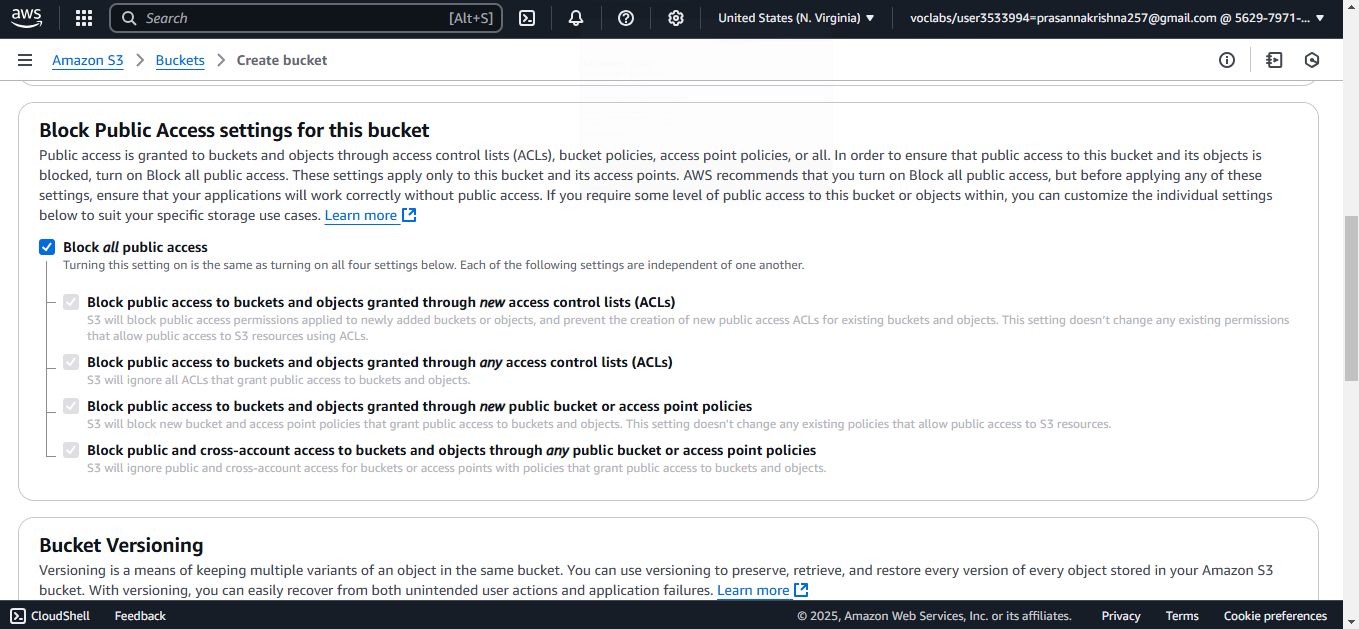 aws
Search
[Alt+S]
United States (N. Virginia)
voclabs/user3533994=prasannakrishna257@gmail.com @ 5629-7971-...
Amazon S3
Buckets
Create bucket
Block Public Access settings for this bucket
Public access is granted to buckets and objects through access control lists (ACLs), bucket policies, access point policies, or all. In order to ensure that public access to this bucket and its objects is
blocked, turn on Block all public access. These settings apply only to this bucket and its access points. AWS recommends that you turn on Block all public access, but before applying any of these
settings, ensure that your applications will work correctly without public access. If you require some level of public access to this bucket or objects within, you can customize the individual settings
below to suit your specific storage use cases. Learn more
Block all public access
Turning this setting on is the same as turning on all four settings below. Each of the following settings are independent of one another.
Block public access to buckets and objects granted through new access control lists (ACLs)
S3 will block public access permissions applied to newly added buckets or objects, and prevent the creation of new public access ACLs for existing buckets and objects. This setting doesn't change any existing permissions
that allow public access to S3 resources using ACLs.
Block public access to buckets and objects granted through any access control lists (ACLs)
S3 will ignore all ACLs that grant public access to buckets and objects.
Block public access to buckets and objects granted through new public bucket or access point policies
S3 will block new bucket and access point policies that grant public access to buckets and objects. This setting doesn't change any existing policies that allow public access to S3 resources.
Block public and cross-account access to buckets and objects through any public bucket or access point policies
S3 will ignore public and cross-account access for buckets or access points with policies that grant public access to buckets and objects.
Bucket Versioning
Versioning is a means of keeping multiple variants of an object in the same bucket. You can use versioning to preserve, retrieve, and restore every version of every object stored in your Amazon S3
bucket. With versioning, you can easily recover from both unintended user actions and application failures. Learn more
CloudShell
Feedback
© 2025, Amazon Web Services, Inc. or its affiliates.
Privacy
Terms
Cookie preferences